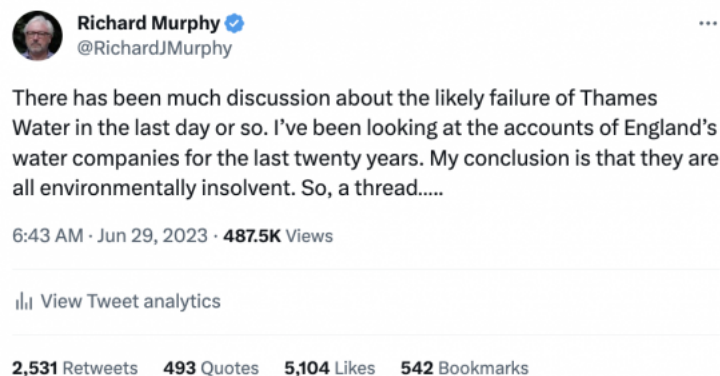 Richard Murphy
@RichardJMurphy
There has been much discussion about the likely failure of Thames
Water in the last day or so. I've been looking at the accounts of England's
water companies for the last twenty years. My conclusion is that they are
all environmentally insolvent. So, a thread.....
6:43 AM · Jun 29, 2023 · 487.5K Views
View Tweet analytics
2,531 Retweets 493 Quotes 5,104 Likes 542 Bookmarks